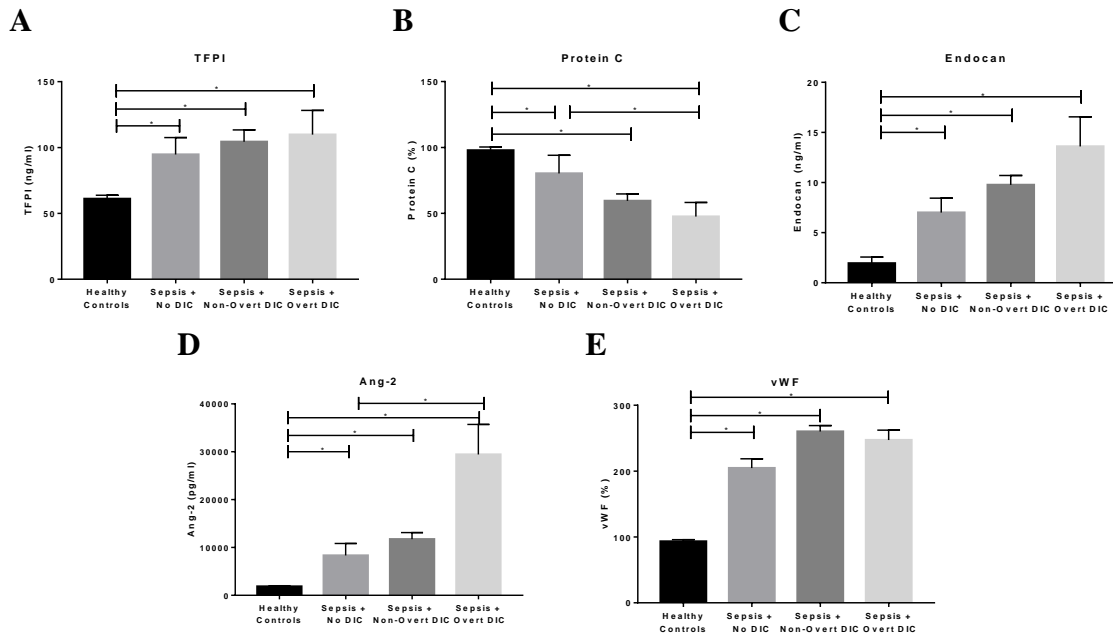 A
TFPI
TFPI (ng/ml)
150
100
50
0
*
*
*
Healthy Controls
Sepsis + No DIC
Sepsis + Non-Overt DIC
Sepsis + Overt DIC
B
Protein C
Protein C (%)
150
100
50
0
*
*
*
*
Healthy Controls
Sepsis + No DIC
Sepsis + Non-Overt DIC
Sepsis + Overt DIC
C
Endocan
Endocan (ng/ml)
20
15
10
5
0
*
*
*
Healthy Controls
Sepsis + No DIC
Sepsis + Non-Overt DIC
Sepsis + Overt DIC
D
Ang-2
Ang-2 (pg/ml)
40000
30000
20000
10000
0
*
*
*
*
Healthy Controls
Sepsis + No DIC
Sepsis + Non-Overt DIC
Sepsis + Overt DIC
E
vWF
vWF (%)
300
200
100
0
*
*
*
Healthy Controls
Sepsis + No DIC
Sepsis + Non-Overt DIC
Sepsis + Overt DIC